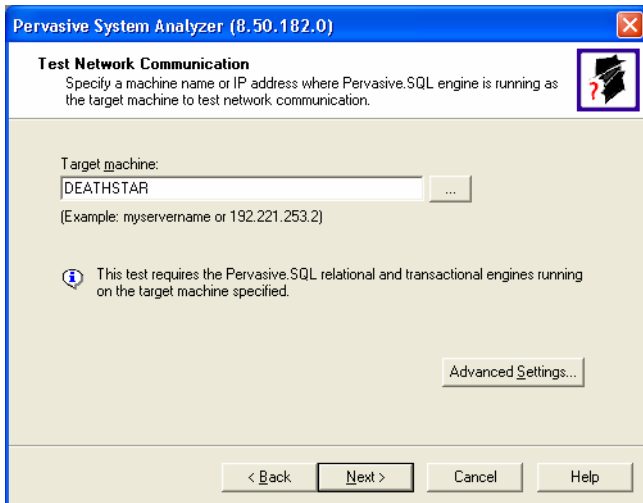 Pervasive System Analyzer (8.50.182.0)
Test Network Communication
Specify a machine name or IP address where Pervasive.SQL engine is running as
the target machine to test network communication.
?
Target machine:
DEATHSTAR
...
(Example: myservername or 192.221.253.2)
This test requires the Pervasive.SQL relational and transactional engines running
on the target machine specified.
Advanced Settings...
< Back
Next >
Cancel
Help